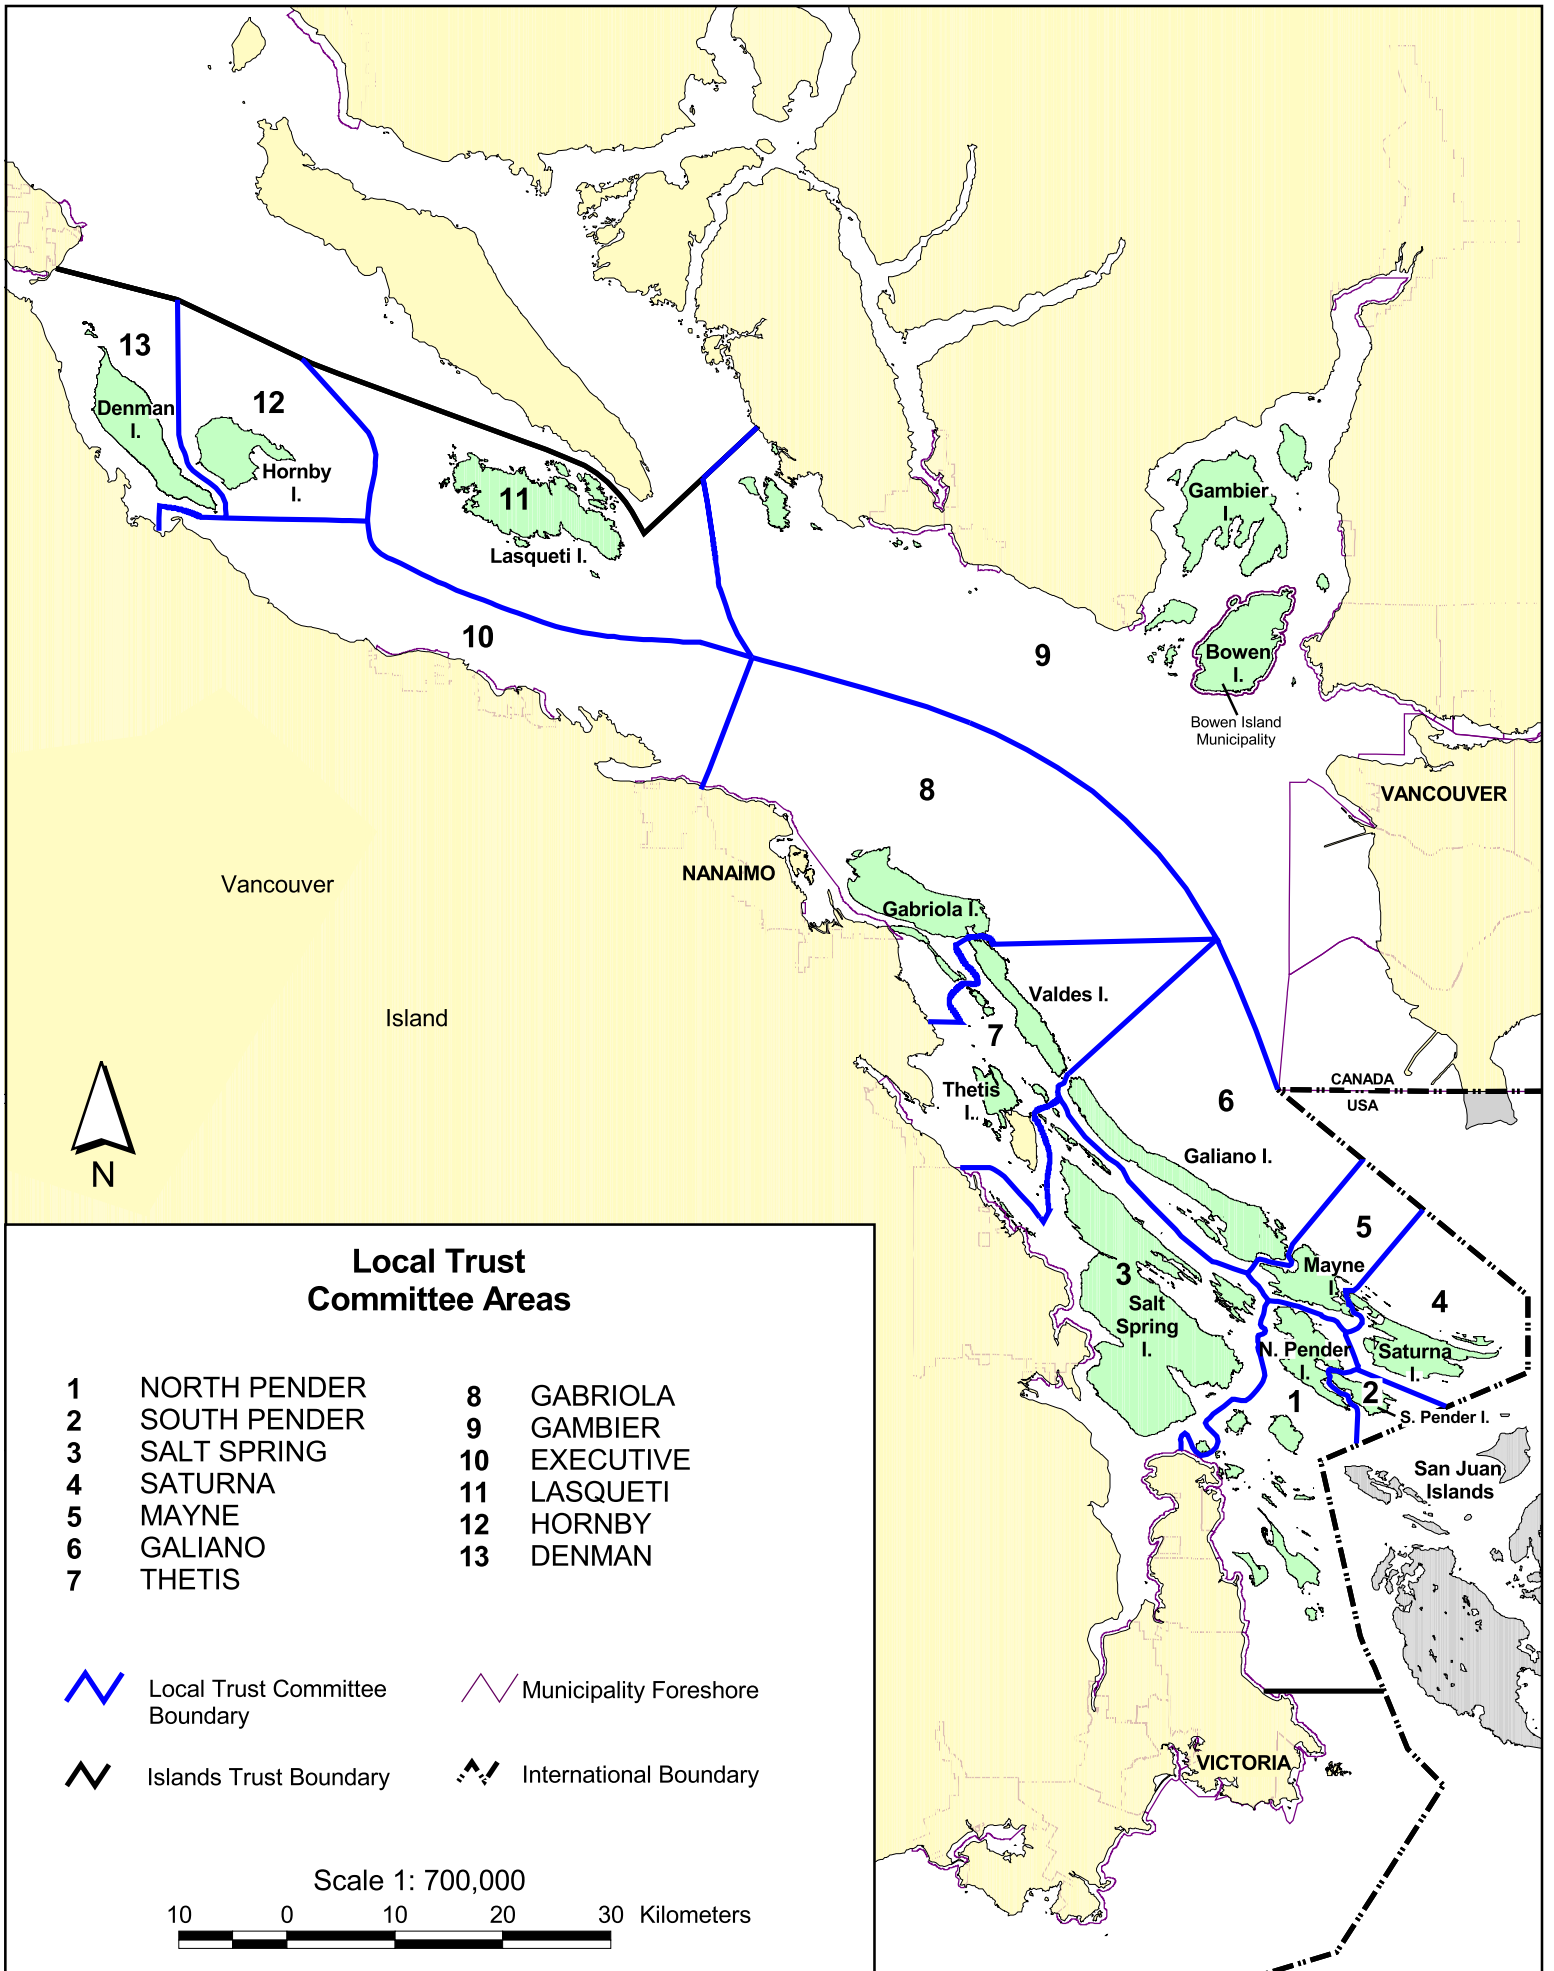 13
Denman
I.
12
Hornby
I.
11
Lasqueti I.
Gambier
I.
10
9
Bowen
I.
Bowen Island
Municipality
8
VANCOUVER
NANAIMO
Vancouver
Island
Gabriola I.
Valdes I.
7
Thetis
I.
6
CANADA
USA
Galiano I.
5
Mayne
I.
3
Salt
Spring
I.
4
N. Pender
I.
Saturna
I.
1
2
S. Pender I.
San Juan
Islands
VICTORIA
N
Local Trust
Committee Areas
1 NORTH PENDER
2 SOUTH PENDER
3 SALT SPRING
4 SATURNA
5 MAYNE
6 GALIANO
7 THETIS
8 GABRIOLA
9 GAMBIER
10 EXECUTIVE
11 LASQUETI
12 HORNBY
13 DENMAN
Local Trust Committee
Boundary
Municipality Foreshore
Islands Trust Boundary
International Boundary
Scale 1: 700,000
10 0 10 20 30 Kilometers